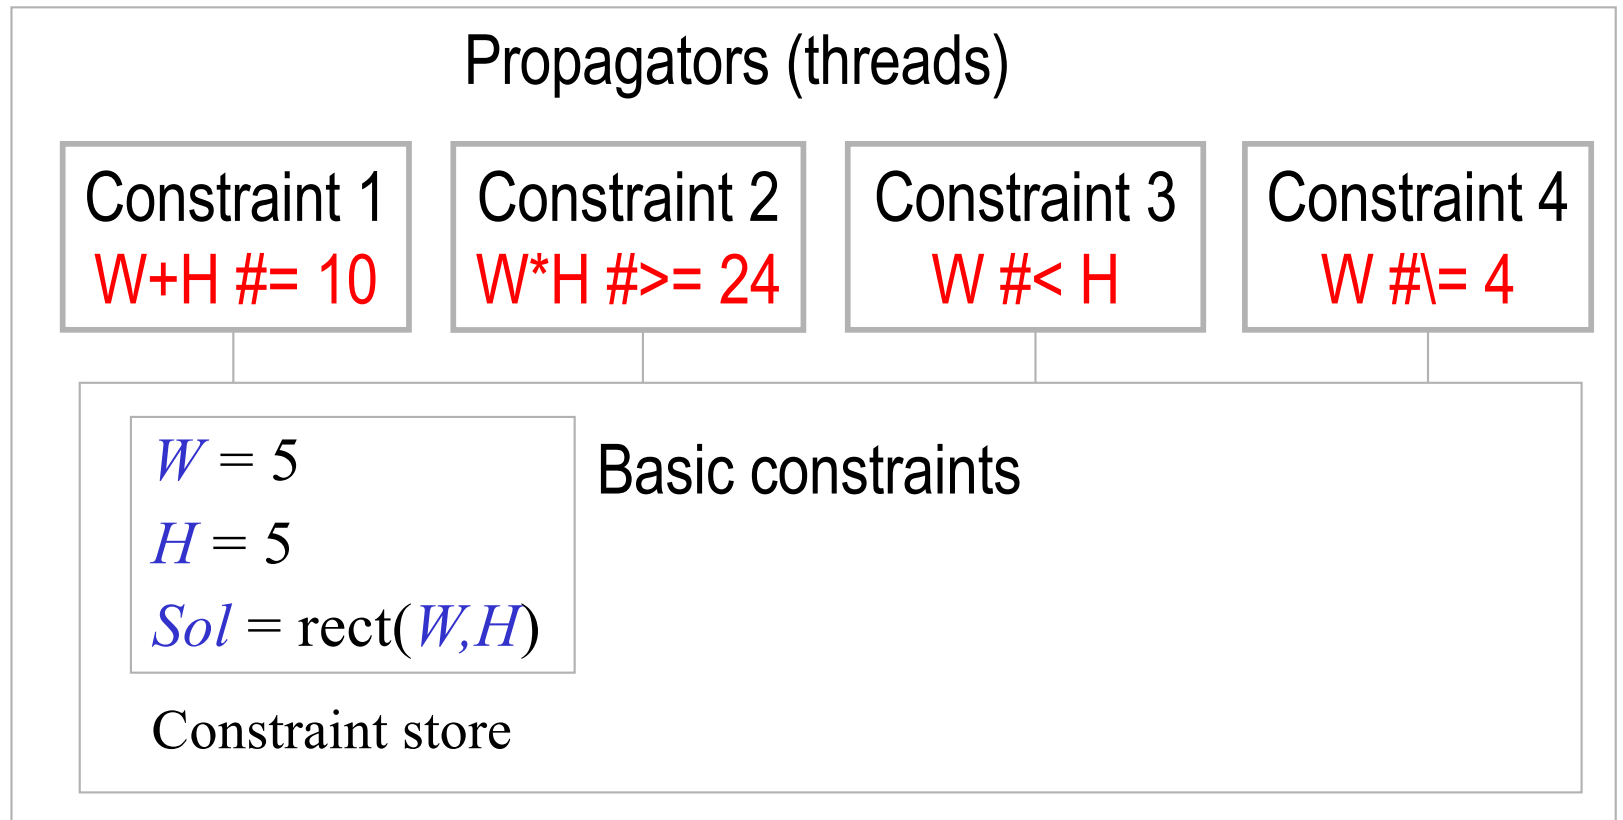 Propagators (threads)
Constraint 1
W+H #= 10
Constraint 2
W*H #>= 24
Constraint 3
W #< H
Constraint 4
W #\= 4
W = 5
H = 5
Sol = rect(W,H)
Basic constraints
Constraint store